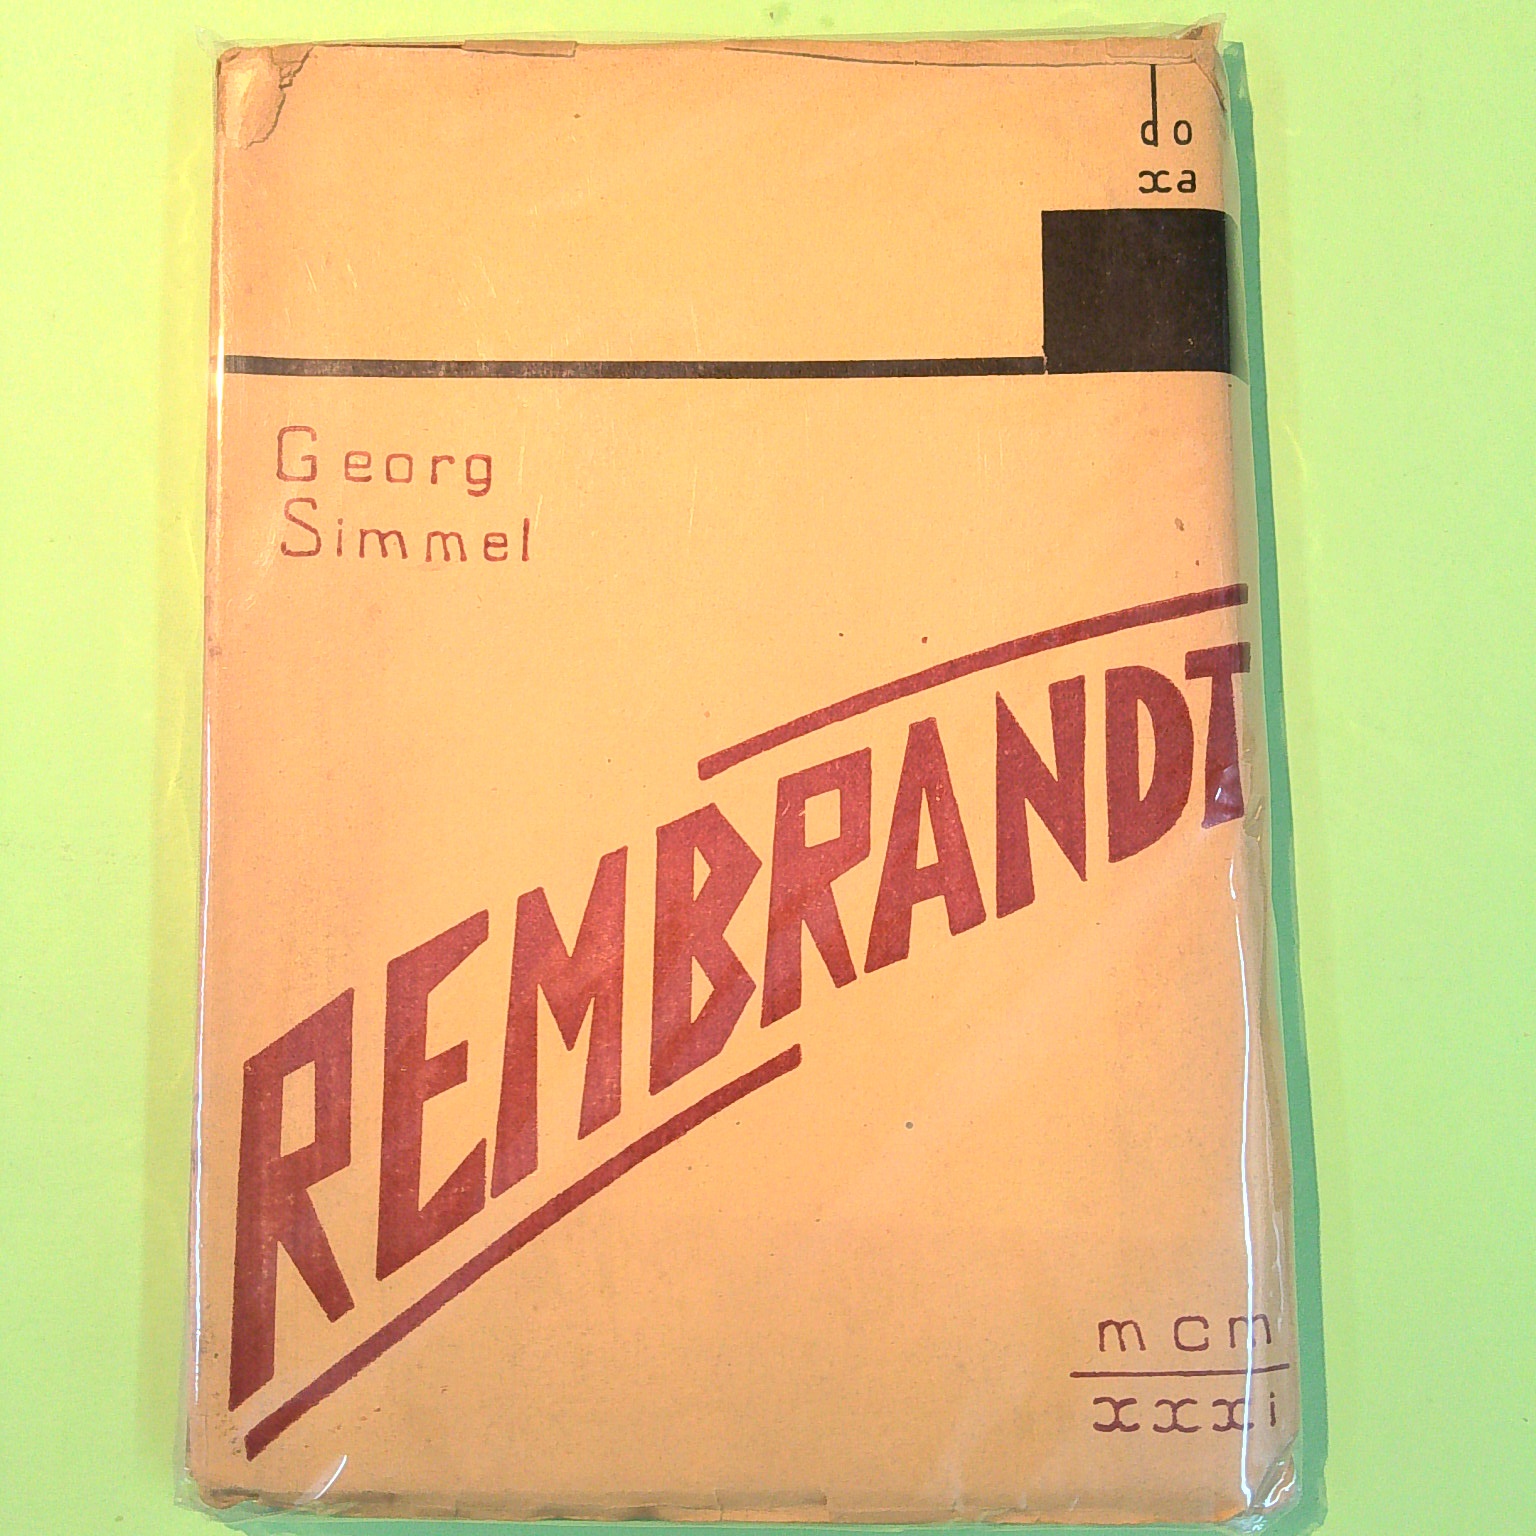 do
xa
Georg
Simmel
REMBRANDT
mcm
xxxi